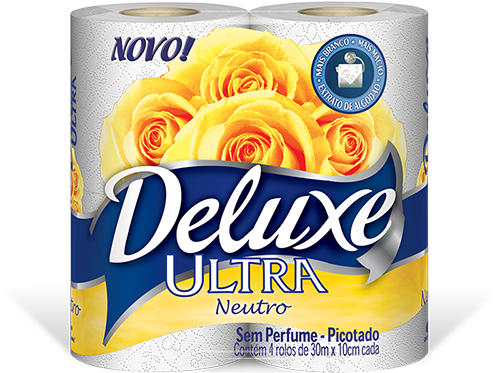 NOVO!
MAIS BRANCO • MAIS MACIO
EXTRATO DE ALGODÃO
ULTRA
Deluxe
ULTRA
Neutro
Sem Perfume - Picotado
Contém 4 rolos de 30m x 10cm cada